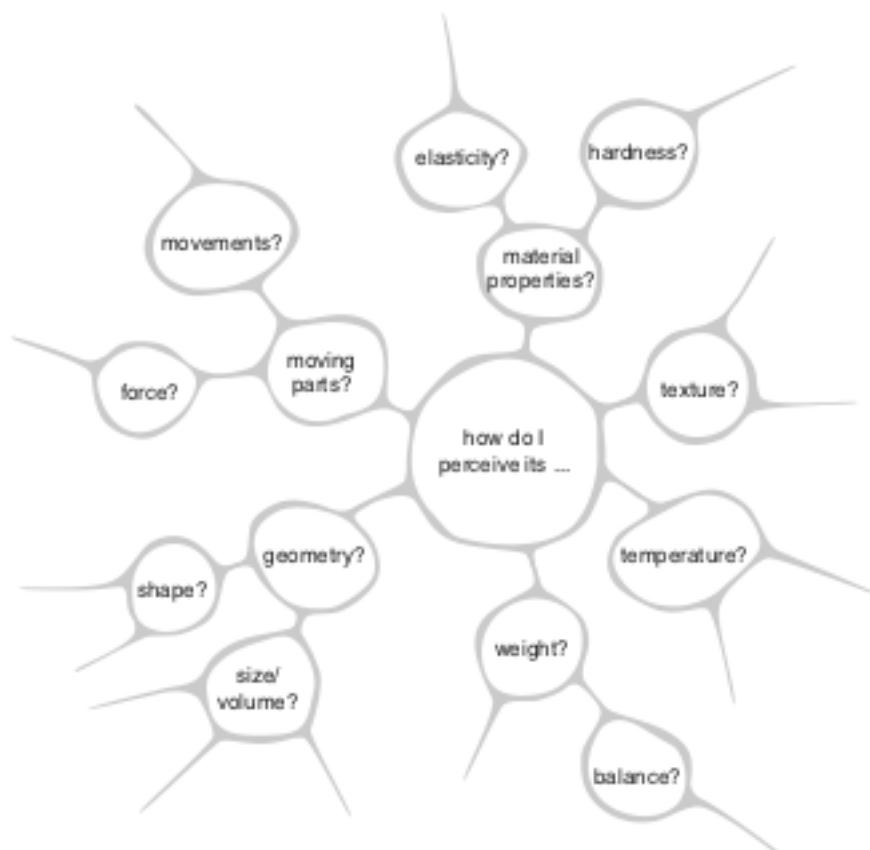 elasticity?
hardness?
movements?
material
properties?
moving
parts?
force?
texture?
how do I
perceive its ...
geometry?
temperature?
shape?
weight?
size/
volume?
balance?